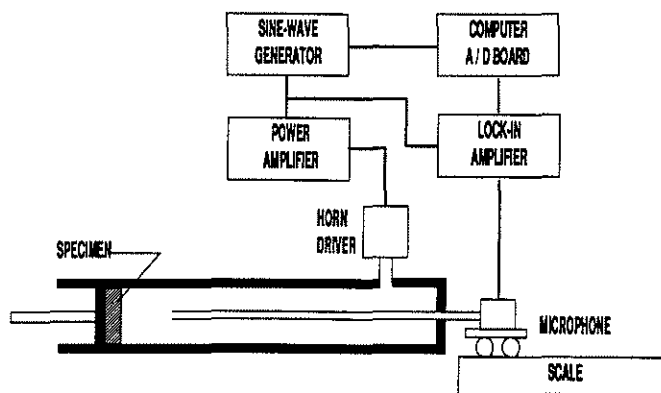 SINE-WAVE
GENERATOR
COMPUTER
A / D BOARD
POWER
AMPLIFIER
LOCK-IN
AMPLIFIER
HORN
DRIVER
SPECIMEN
MICROPHONE
SCALE